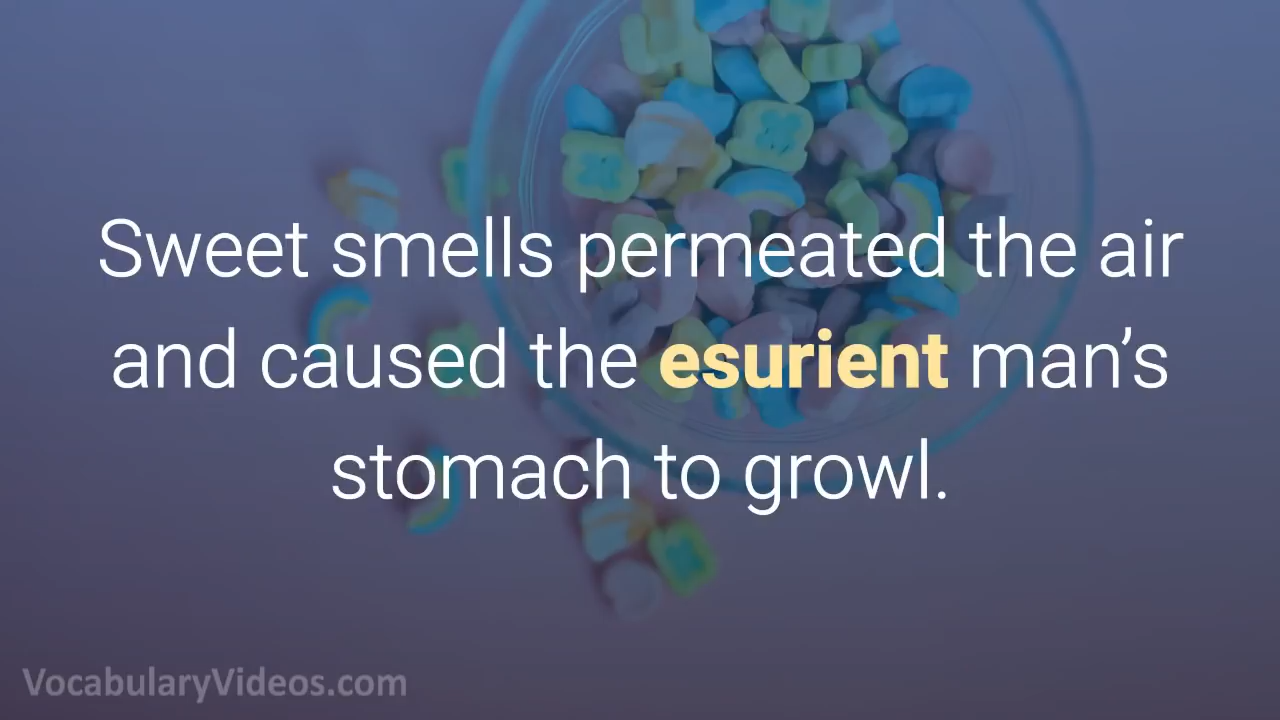 Sweet smells permeated the air
and caused the esurient man’s
stomach to growl.
VocabularyVideos.com